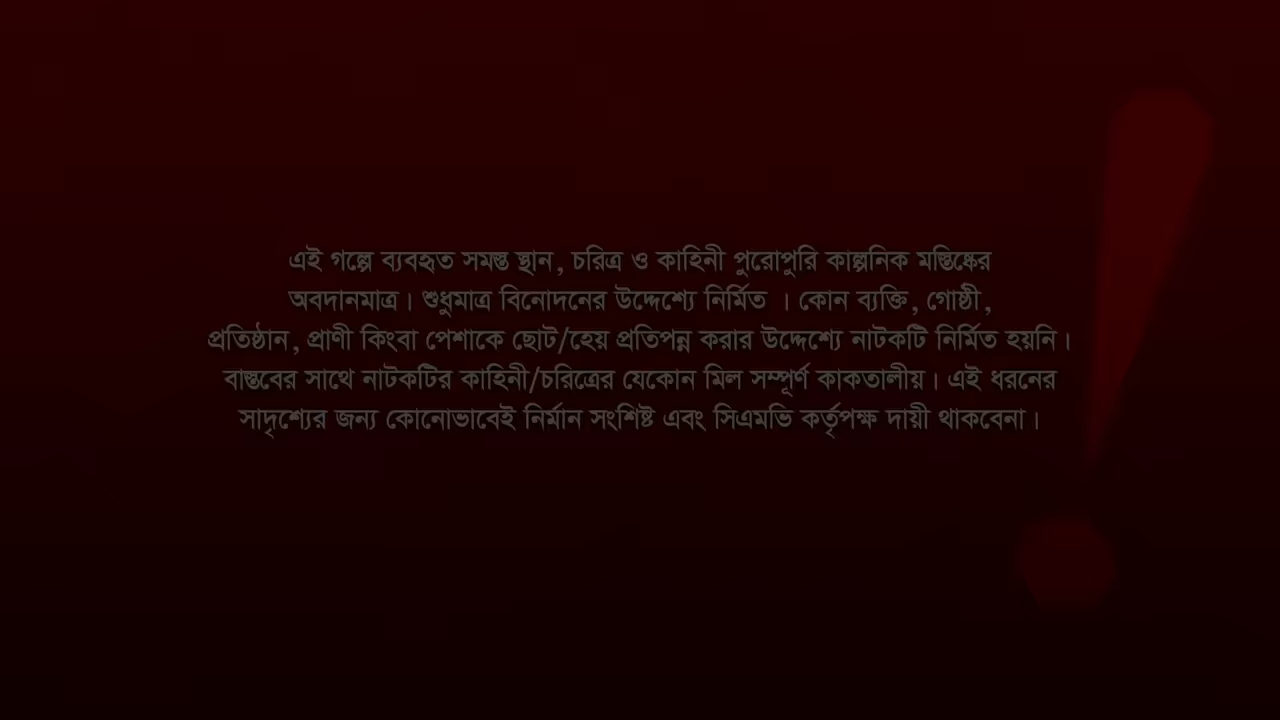 এই গল্পে ব্যবহৃত সমস্ত স্থান, চরিত্র ও কাহিনী পুরোপুরি কাল্পনিক মস্তিষ্কের
অবদানমাত্র। শুধুমাত্র বিনোদনের উদ্দেশ্যে নির্মিত । কোন ব্যক্তি, গোষ্ঠী,
প্রতিষ্ঠান, প্রাণী কিংবা পেশাকে ছোট/হেয় প্রতিপন্ন করার উদ্দেশ্যে নাটকটি নির্মিত হয়নি।
বাস্তবের সাথে নাটকটির কাহিনী/চরিত্রের যেকোন মিল সম্পূর্ণ কাকতালীয়। এই ধরনের
সাদৃশ্যের জন্য কোনোভাবেই নির্মান সংশিষ্ট এবং সিএমভি কর্তৃপক্ষ দায়ী থাকবেনা।